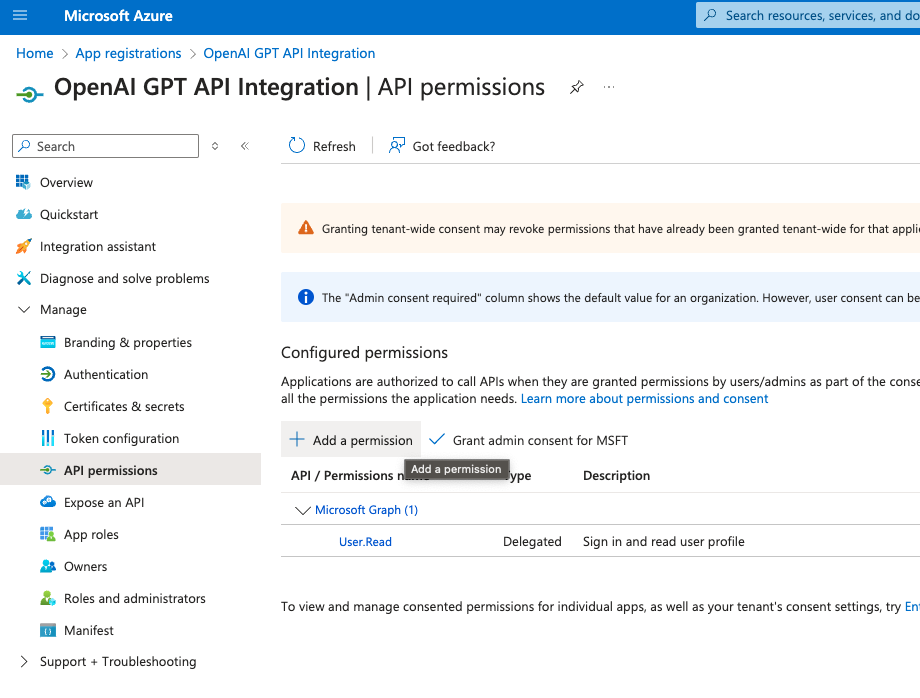 Microsoft Azure
Search resources, services, and do
Home > App registrations > OpenAI GPT API Integration
OpenAI GPT API Integration | API permissions
Search
Refresh
Got feedback?
Overview
Quickstart
Integration assistant
Diagnose and solve problems
Manage
Branding & properties
Authentication
Certificates & secrets
Token configuration
API permissions
Expose an API
App roles
Owners
Roles and administrators
Manifest
Support + Troubleshooting
Granting tenant-wide consent may revoke permissions that have already been granted tenant-wide for that appli
The "Admin consent required" column shows the default value for an organization. However, user consent can be
Configured permissions
Applications are authorized to call APIs when they are granted permissions by users/admins as part of the conse
all the permissions the application needs. Learn more about permissions and consent
Add a permission
Grant admin consent for MSFT
Add a permission
API / Permissions Description
Microsoft Graph (1)
User.Read Delegated Sign in and read user profile
To view and manage consented permissions for individual apps, as well as your tenant's consent settings, try En